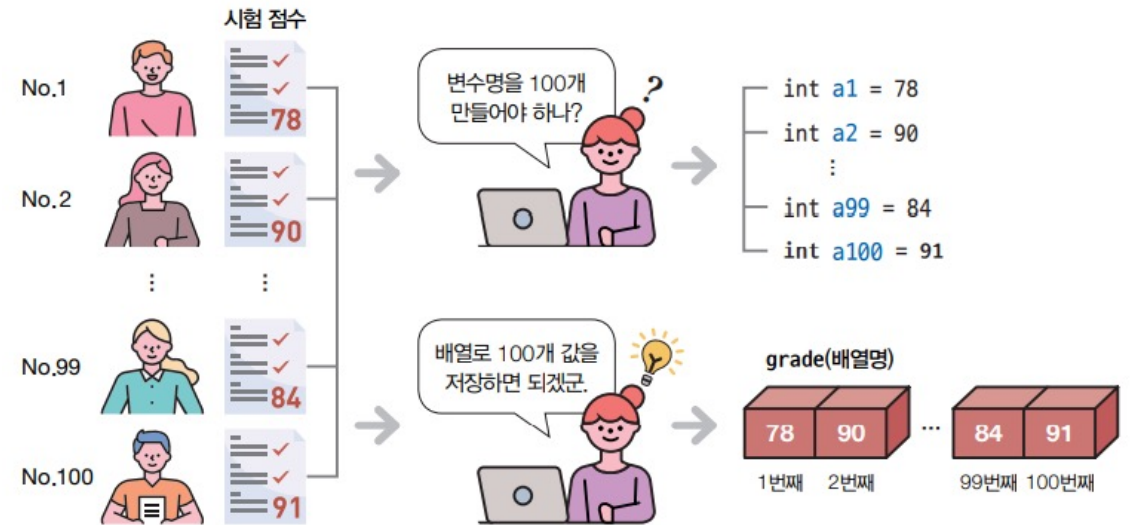 시험 점수
No.1
78
No.2
90
⋮
⋮
No.99
84
No.100
91
변수명을 100개
만들어야 하나?
?
int a1 = 78
int a2 = 90
⋮
int a99 = 84
int a100 = 91
배열로 100개 값을
저장하면 되겠군.
grade(배열명)
78 90 ... 84 91
1번째 2번째 99번째 100번째